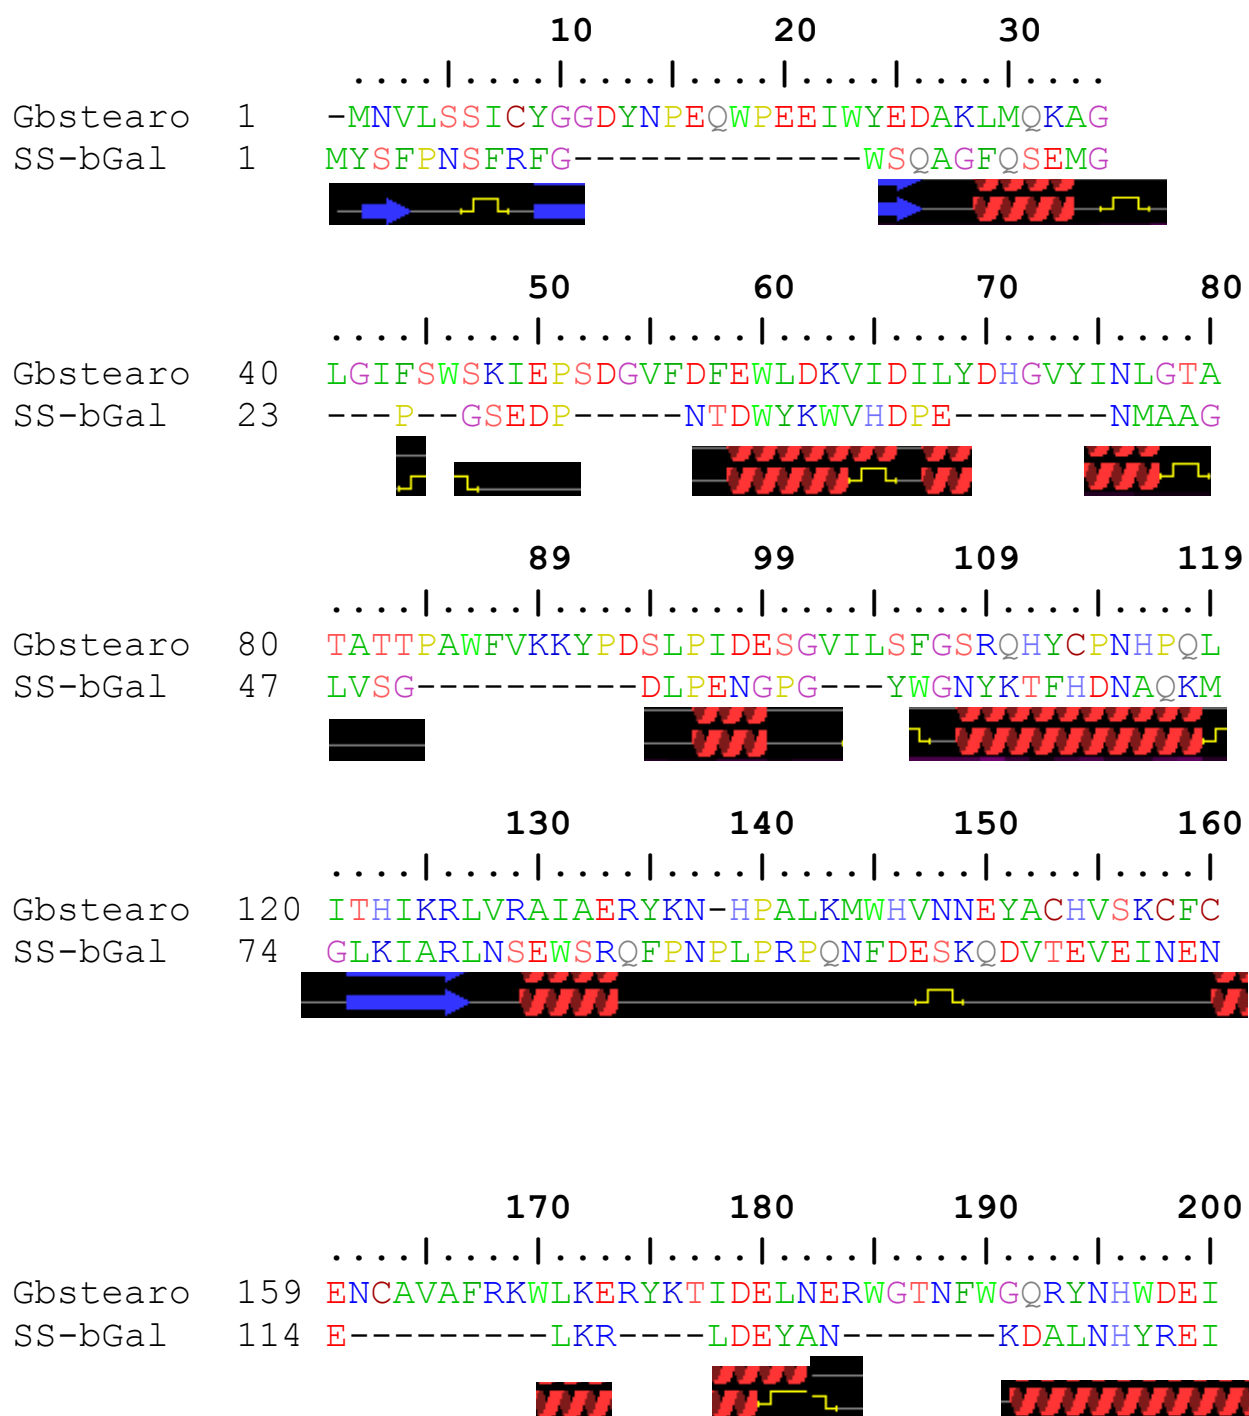 10 20 30
....|....|....|....|....|....|....
Gbstearo 1 -MNVLSSICYGGDYNPEQWPEEIWYEDAKLMQKAG
SS-bGal 1 MYSFPNSFRFG-------------WSQAGFQSEMG
50 60 70 80
....|....|....|....|....|....|....|....|
Gbstearo 40 LGIFSWSKIEPSDGVFDFEWLDKVIDILYDHGVYINLGTA
SS-bGal 23 ---P--GSEDP-----NTDWYKWVHDPE-------NMAAG
89 99 109 119
....|....|....|....|....|....|....|....|
Gbstearo 80 TATTPAWFVKKYPDSLPIDESGVILSFGSRQHYCPNHPQL
SS-bGal 47 LVSG----------DLPENGPG---YWGNYKTFHDNAQKM
130 140 150 160
....|....|....|....|....|....|....|....|
Gbstearo 120 ITHIKRLVRAIAERYKN-HPALKMWHVNNEYACHVSKCFC
SS-bGal 74 GLKIARLNSEWSRQFPNPLPRPQNFDESKQDVTEVEINEN
170 180 190 200
....|....|....|....|....|....|....|....|
Gbstearo 159 ENCAVAFRKWLKERYKTIDELNERWGTNFWGQRYNHWDEI
SS-bGal 114 E---------LKR----LDEYAN-------KDALNHYREI